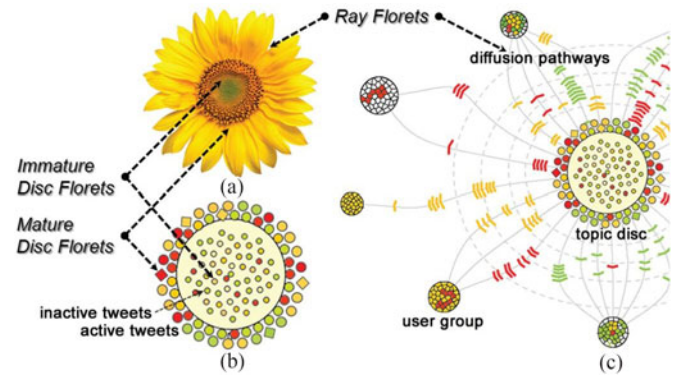 Ray Florets
diffusion pathways
Immature
Disc Florets
(a)
Mature
Disc Florets
topic disc
inactive tweets
active tweets
user group
(b)
(c)